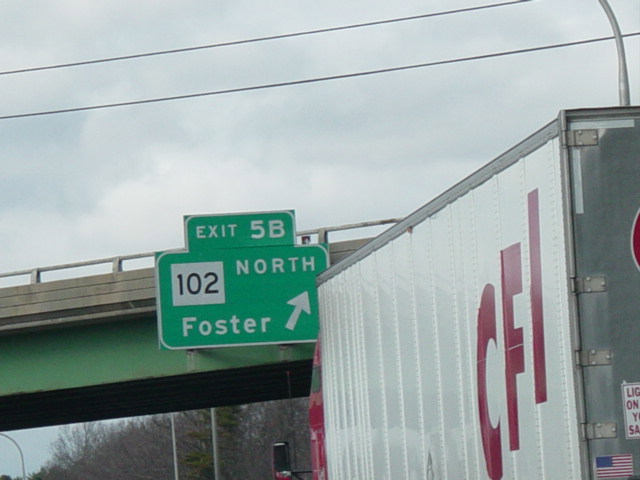 EXIT 5B
102 NORTH
Foster
CFI